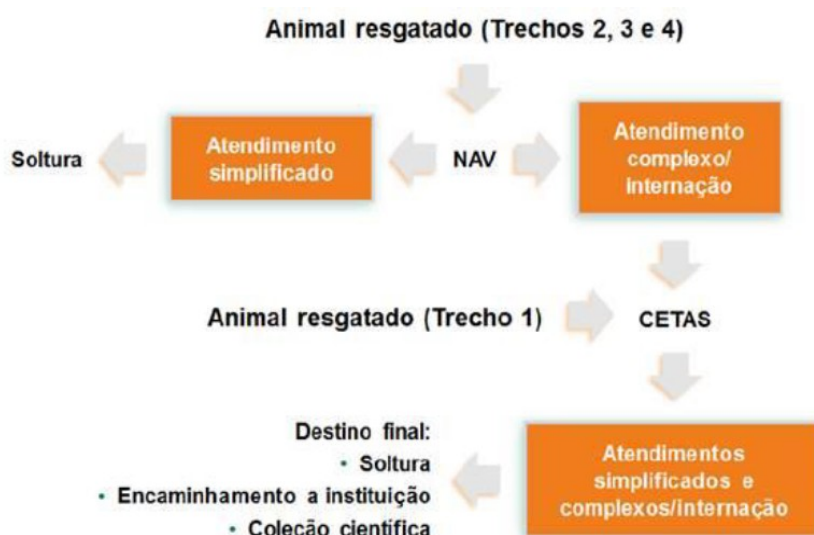 Animal resgatado (Trechos 2, 3 e 4)
Soltura
Atendimento
simplificado
NAV
Atendimento
complexo/
Internação
Animal resgatado (Trecho 1)
CETAS
Destino final:
• Soltura
• Encaminhamento a instituição
• Coleção científica
Atendimentos
simplificados e
complexos/Internação